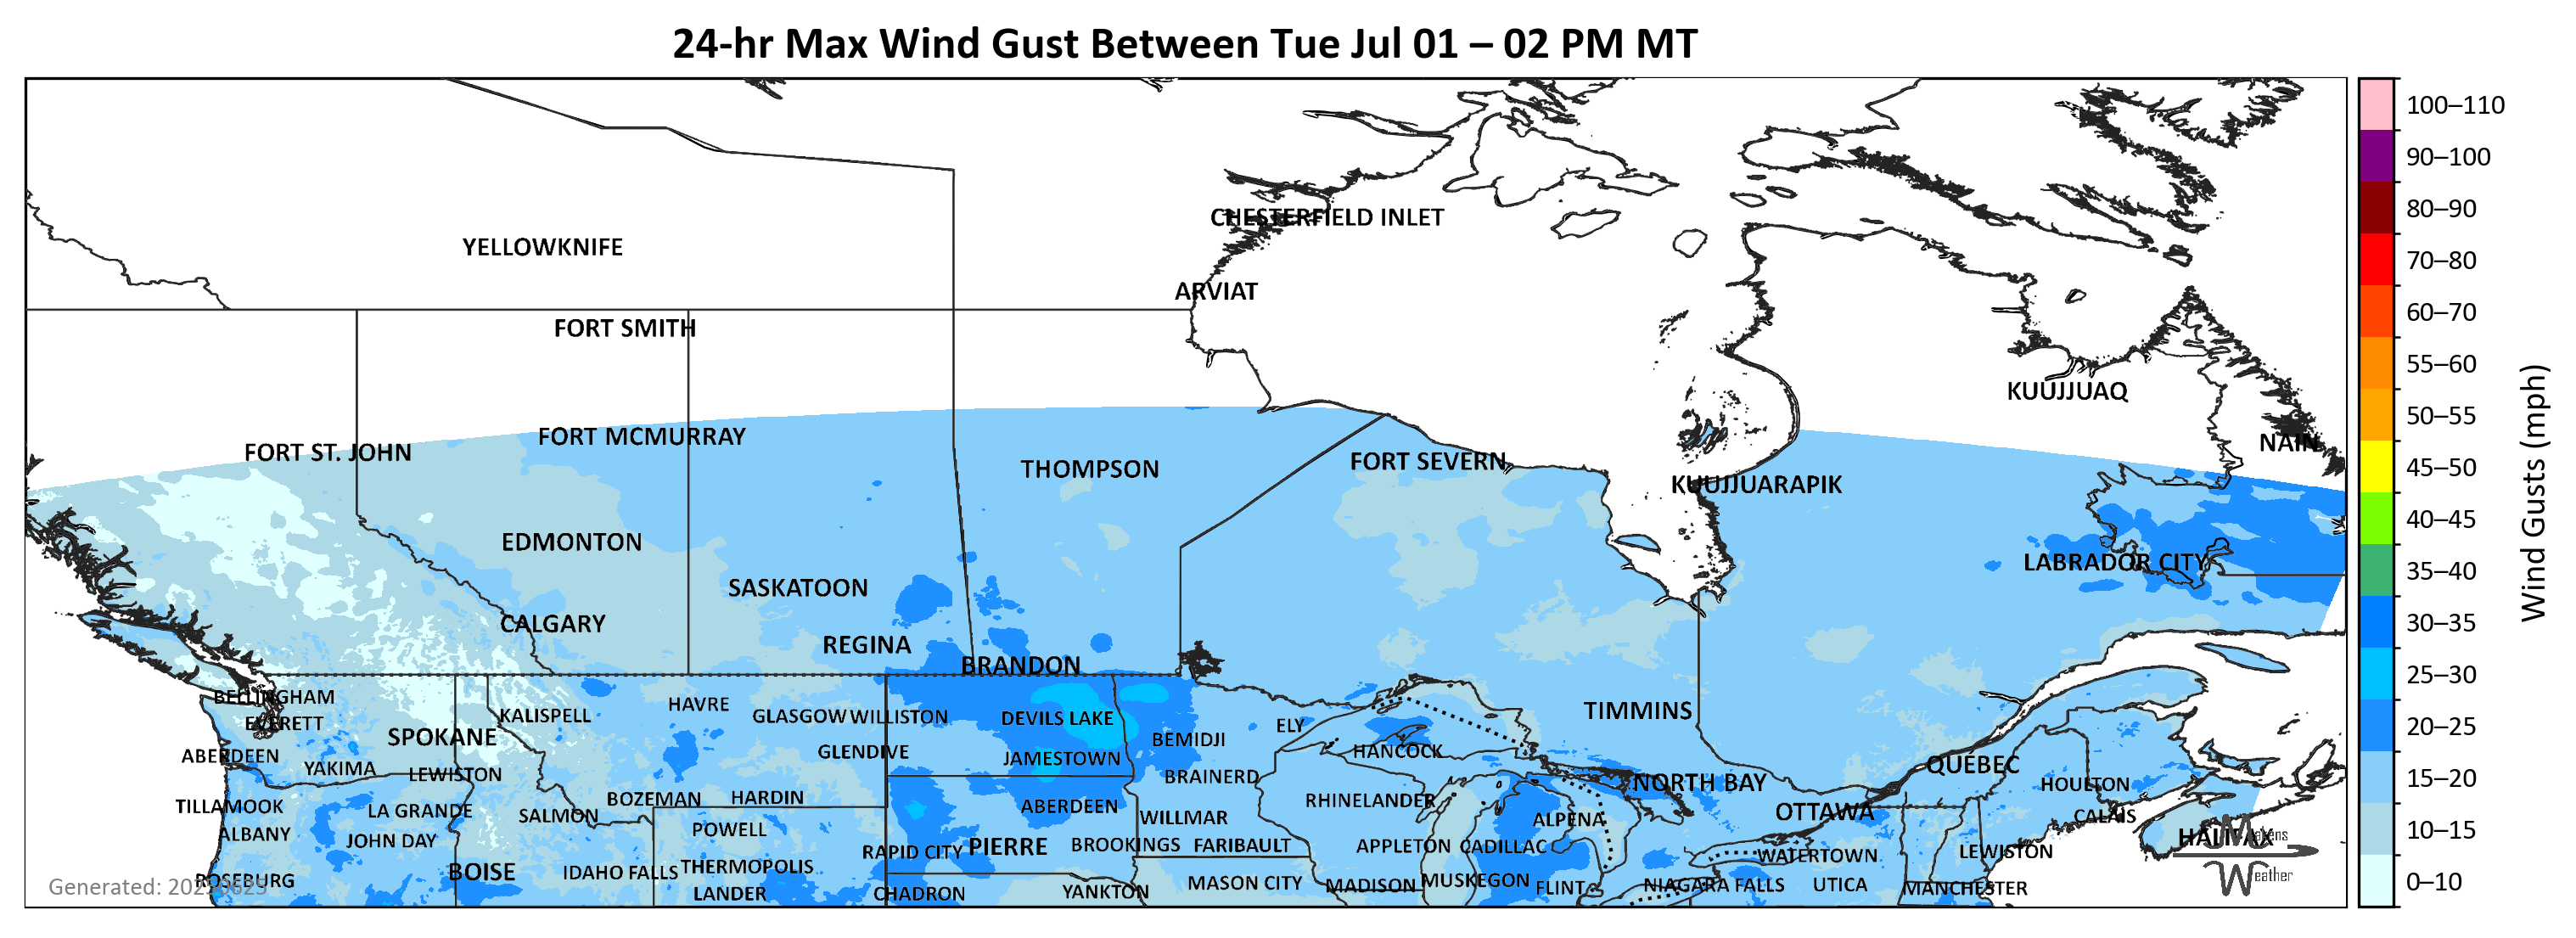 24-hr Max Wind Gust Between Tue Jul 01 – 02 PM MT
100–110
90–100
80–90
CHESTERFIELD INLET
YELLOWKNIFE
70–80
ARVIAT
60–70
FORT SMITH
55–60
KUUJJUAQ
50–55
FORT MCMURRAY
NAIN
FORT ST. JOHN
FORT SEVERN
THOMPSON
45–50
KUUJJUARAPIK
40–45
EDMONTON
LABRADOR CITY
35–40
SASKATOON
Wind Gusts (mph)
CALGARY
30–35
REGINA
BRANDON
25–30
BELLINGHAM
HAVRE
TIMMINS
KALISPELL
GLASGOW
WILLISTON
DEVILS LAKE
EVERETT
ELY
20–25
SPOKANE
BEMIDJI
GLENDIVE
HANCOCK
ABERDEEN
JAMESTOWN
QUÉBEC
YAKIMA
LEWISTON
BRAINERD
15–20
NORTH BAY
HOULTON
BOZEMAN
HARDIN
RHINELANDER
TILLAMOOK
LA GRANDE
ABERDEEN
OTTAWA
SALMON
CALAIS
WILLMAR
ALPENA
10–15
POWELL
ALBANY
HALIFAX
Makens
JOHN DAY
PIERRE
BROOKINGS
FARIBAULT
APPLETON
CADILLAC
RAPID CITY
LEWISTON
WATERTOWN
THERMOPOLIS
BOISE
IDAHO FALLS
Weather
ROSEBURG
MUSKEGON
0–10
MASON CITY
NIAGARA FALLS
UTICA
MADISON
FLINT
Generated: 20250625
MANCHESTER
YANKTON
LANDER
CHADRON